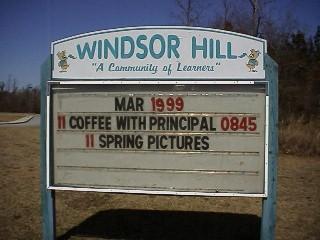 WINDSOR HILL
"A Community of Learners"
MAR 1999
11 COFFEE WITH PRINCIPAL 0845
11 SPRING PICTURES